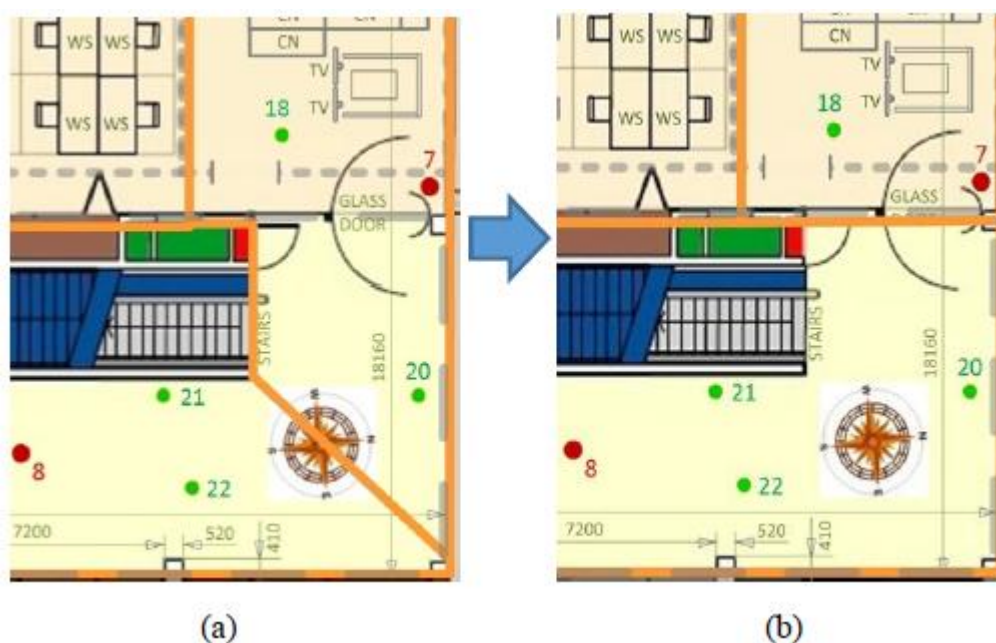 CN
WS WS
TV
TV
18
WS WS
7
GLASS
DOOR
STAIRS
18160
20
21
8
22
7200
520
410
(a)
CN
WS WS
TV
TV
18
WS WS
7
GLASS
STAIRS
18160
20
21
8
22
7200
520
410
(b)